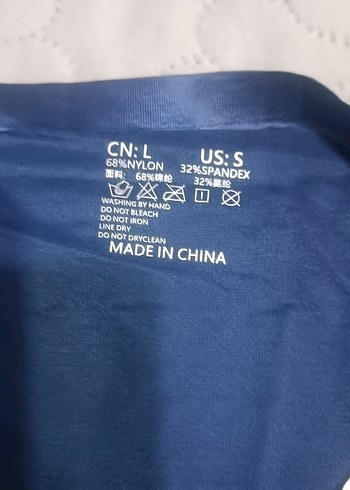 CN: L US: S
68%NYLON 32%SPANDEX
面料: 68%锦纶 32%氨纶
WASHING BY HAND
DO NOT BLEACH
DO NOT IRON
LINE DRY
DO NOT DRYCLEAN
MADE IN CHINA